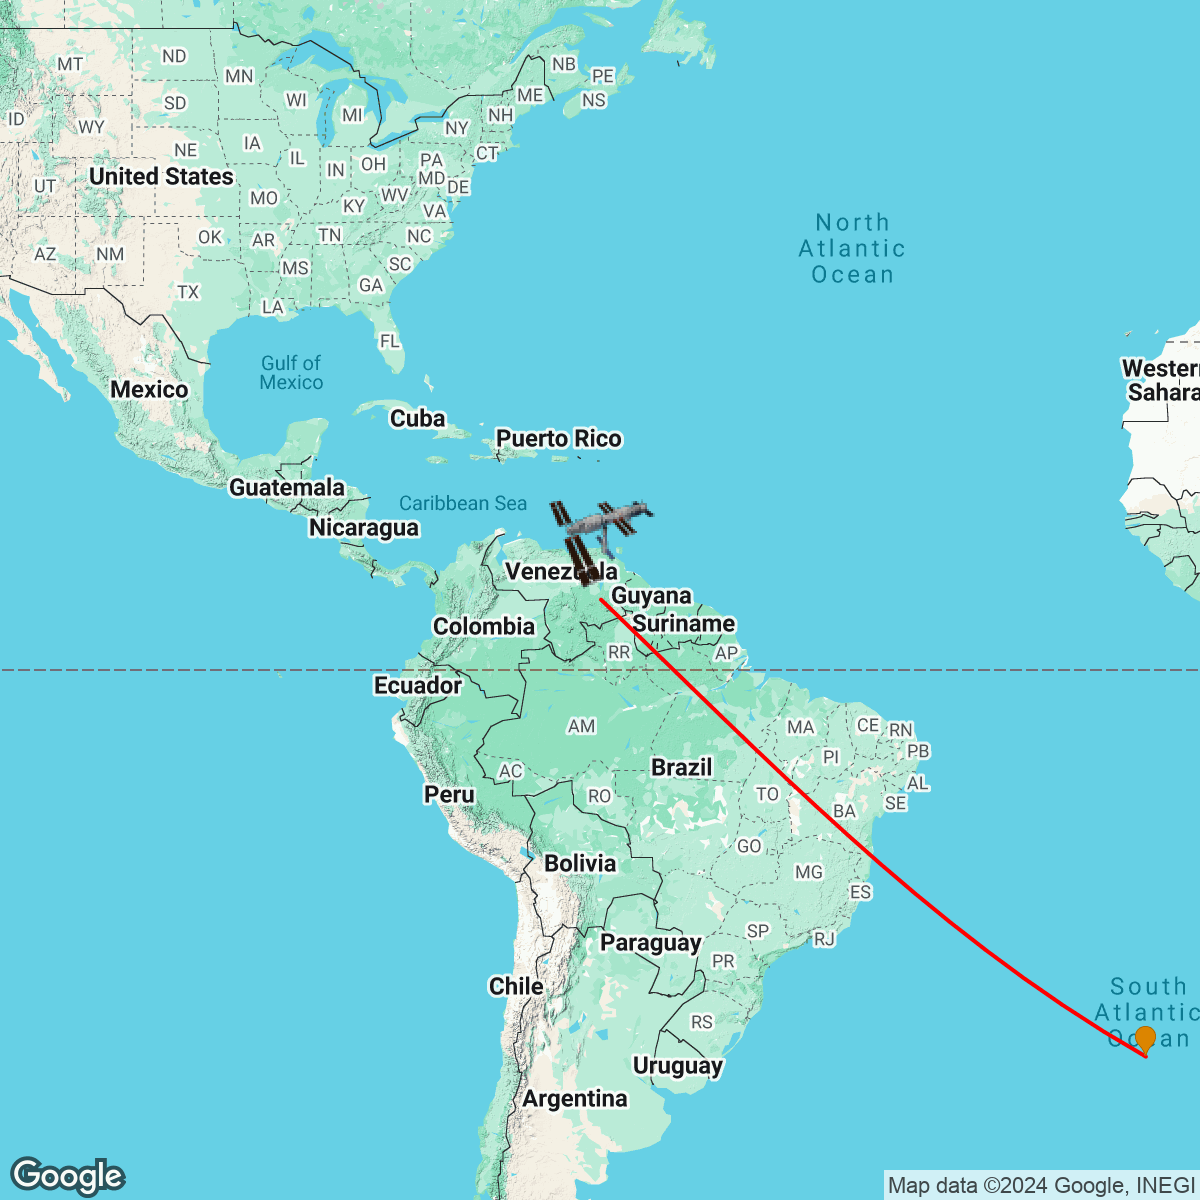 MT
ND
MN
NB
PE
NS
ME
ID
WY
SD
WI
MI
NH
NY
CT
IA
NE
IL
IN
OH
PA
MD
DE
United States
UT
MO
KY
WV
VA
AZ
NM
OK
AR
TN
NC
MS
SC
GA
TX
LA
FL
North
Atlantic
Ocean
Gulf of
Mexico
Mexico
Cuba
Puerto Rico
Western
Sahara
Guatemala
Caribbean Sea
Nicaragua
Venezuela
Guyana
Suriname
Colombia
RR
AP
Ecuador
AM
MA
CE
RN
PB
PI
Brazil
AC
TO
AL
Peru
RO
BA
SE
GO
Bolivia
MG
ES
SP
RJ
Paraguay
PR
Chile
South
Atlantic
Ocean
RS
Uruguay
Argentina
Google
Map data ©2024 Google, INEGI